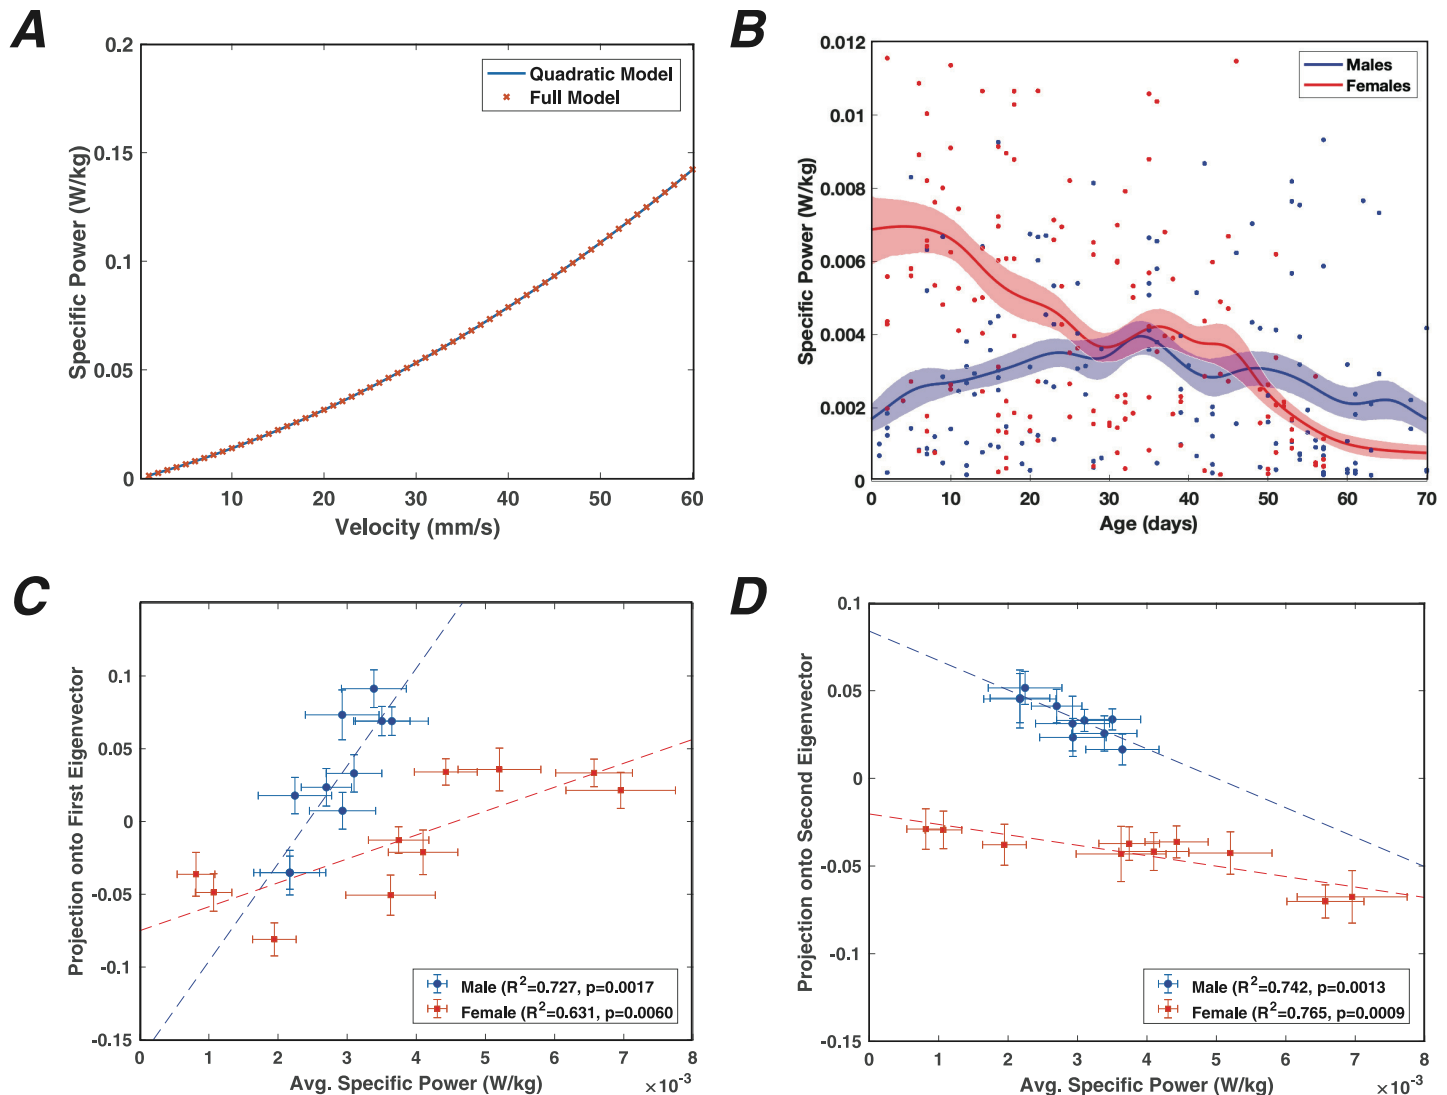 A
Specific Power (W/kg)
0.2
0.15
0.1
0.05
0
Quadratic Model
Full Model
10 20 30 40 50 60
Velocity (mm/s)
B
Specific Power (W/kg)
0.012
0.01
0.008
0.006
0.004
0.002
0
Males
Females
0 10 20 30 40 50 60 70
Age (days)
C
Projection onto First Eigenvector
0.1
0.05
0
-0.05
-0.1
-0.15
Male (R²=0.727, p=0.0017
Female (R²=0.631, p=0.0060
0 1 2 3 4 5 6 7 8
Avg. Specific Power (W/kg)
×10⁻³
D
Projection onto Second Eigenvector
0.1
0.05
0
-0.05
-0.1
-0.15
Male (R²=0.742, p=0.0013
Female (R²=0.765, p=0.0009
0 1 2 3 4 5 6 7 8
Avg. Specific Power (W/kg)
×10⁻³